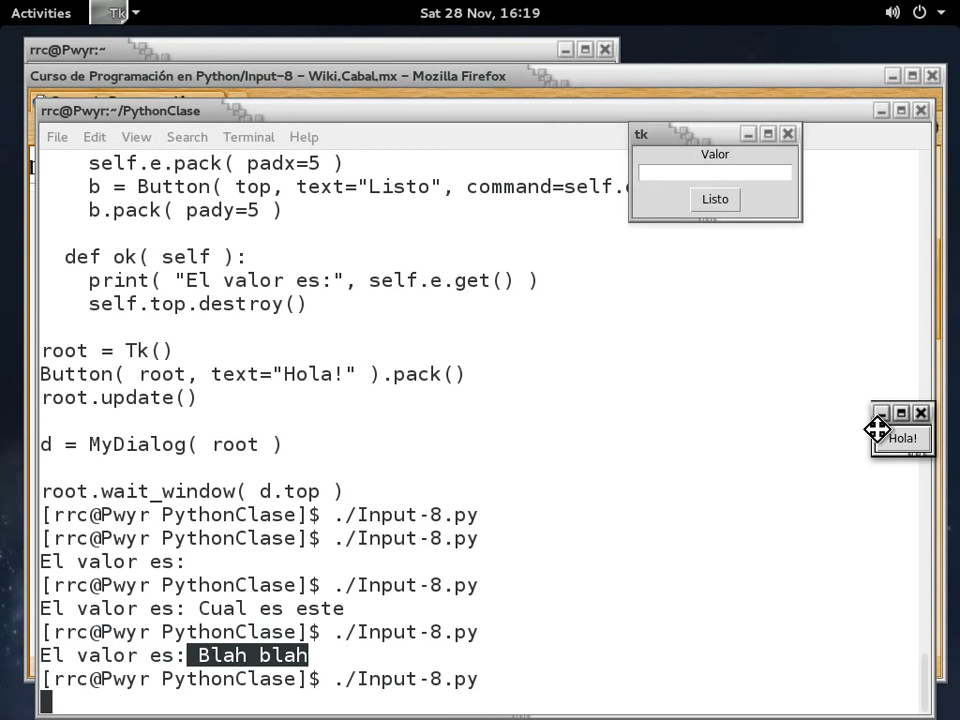 Activities Tk Sat 28 Nov, 16:19
rrc@Pwyr:~
Curso de Programación en Python/Input-8 – Wiki.Cabal.mx – Mozilla Firefox
rrc@Pwyr:~/PythonClase
File Edit View Search Terminal Help
self.e.pack( padx=5 )
b = Button( top, text="Listo", command=self.
b.pack( pady=5 )
def ok( self ):
print( "El valor es:", self.e.get() )
self.top.destroy()
root = Tk()
Button( root, text="Hola!" ).pack()
root.update()
d = MyDialog( root )
root.wait_window( d.top )
[rrc@Pwyr PythonClase]$ ./Input-8.py
[rrc@Pwyr PythonClase]$ ./Input-8.py
El valor es:
[rrc@Pwyr PythonClase]$ ./Input-8.py
El valor es: Cual es este
[rrc@Pwyr PythonClase]$ ./Input-8.py
El valor es: Blah blah
[rrc@Pwyr PythonClase]$ ./Input-8.py
tk
Valor
Listo
Hola!